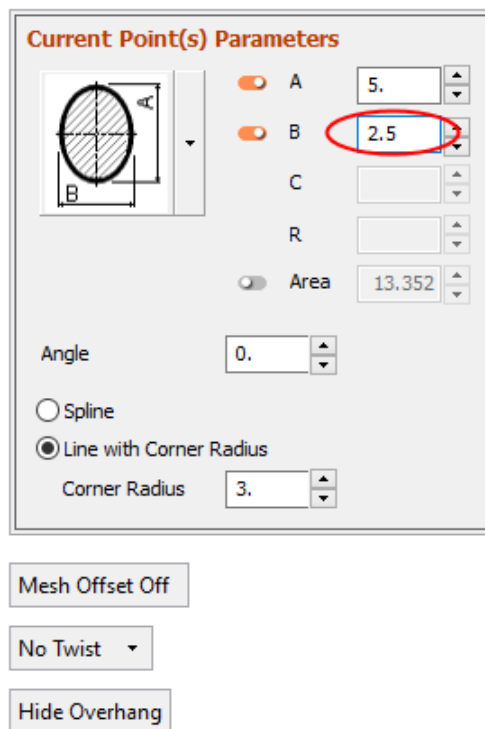 Current Point(s) Parameters
A
B
A 5.
B 2.5
C
R
Area 13.352
Angle 0.
Spline
Line with Corner Radius
Corner Radius 3.
Mesh Offset Off
No Twist
Hide Overhang